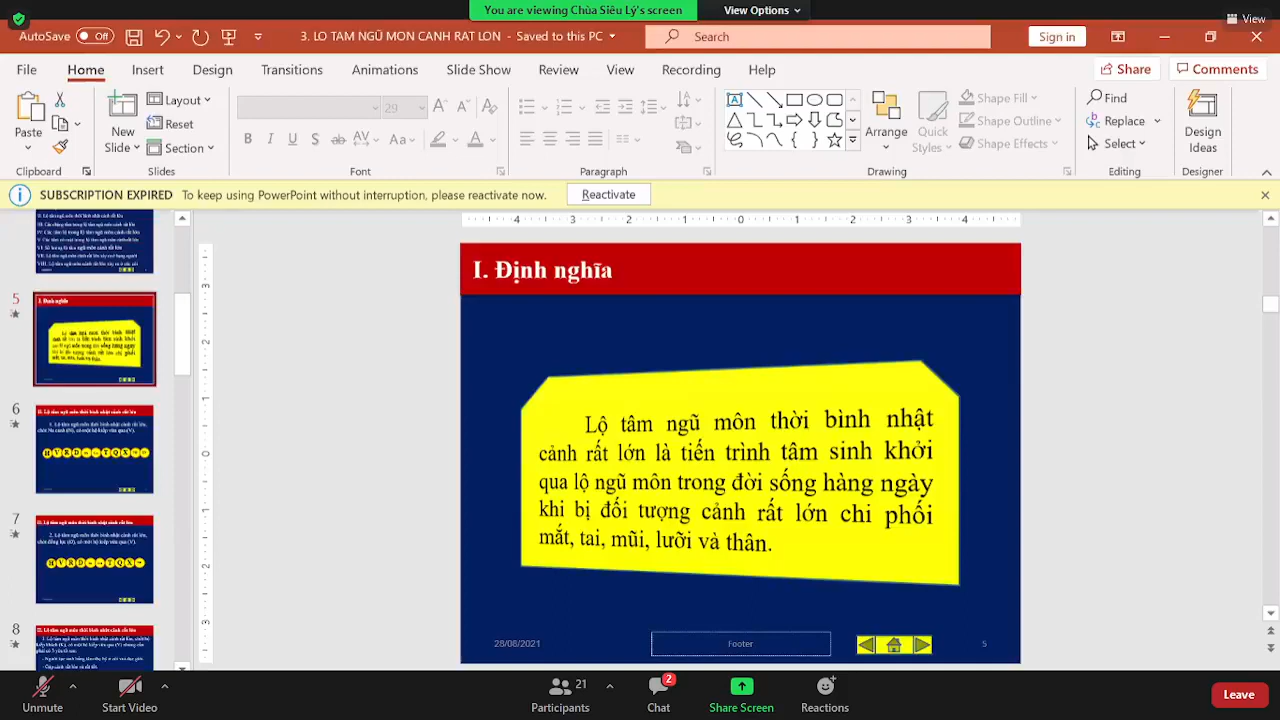 You are viewing Chùa Siêu Lý's screen
View Options
View
AutoSave
Off
3. LO TAM NGŨ MON CANH RAT LON - Saved to this PC
Search
Sign in
File
Home
Insert
Design
Transitions
Animations
Slide Show
Review
View
Recording
Help
Share
Comments
Paste
New Slide
Layout
Reset
Section
Arrange
Quick Styles
Shape Fill
Shape Outline
Shape Effects
Find
Replace
Select
Design Ideas
Clipboard
Slides
Font
Paragraph
Drawing
Editing
Designer
SUBSCRIPTION EXPIRED To keep using PowerPoint without interruption, please reactivate now.
Reactivate
5
6
7
8
I. Định nghĩa
Lộ tâm ngũ môn thời bình nhật
cảnh rất lớn là tiến trình tâm sinh khởi
qua lộ ngũ môn trong đời sống hàng ngày
khi bị đối tượng cảnh rất lớn chi phối
mắt, tai, mũi, lưỡi và thân.
28/08/2021
Footer
5
Unmute
Start Video
21
Participants
2
Chat
Share Screen
Reactions
Leave